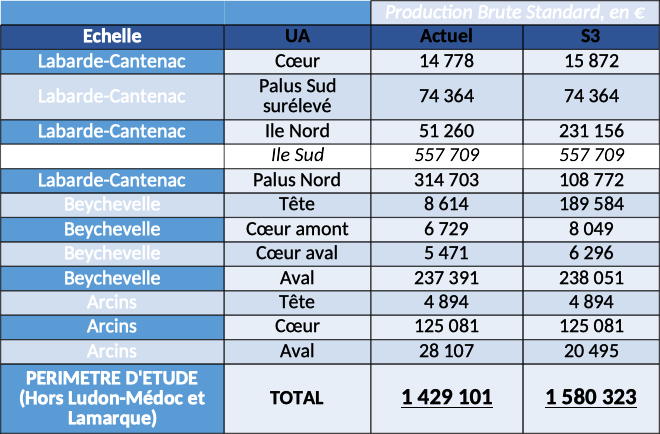 Production Brute Standard, en €
Echelle UA Actuel S3
Labarde-Cantenac Cœur 14 778 15 872
Labarde-Cantenac Palus Sud surélevé 74 364 74 364
Labarde-Cantenac Ile Nord 51 260 231 156
Ile Sud 557 709 557 709
Labarde-Cantenac Palus Nord 314 703 108 772
Beychevelle Tête 8 614 189 584
Beychevelle Cœur amont 6 729 8 049
Beychevelle Cœur aval 5 471 6 296
Beychevelle Aval 237 391 238 051
Arcins Tête 4 894 4 894
Arcins Cœur 125 081 125 081
Arcins Aval 28 107 20 495
PERIMETRE D'ETUDE
(Hors Ludon-Médoc et
Lamarque)
TOTAL 1 429 101 1 580 323